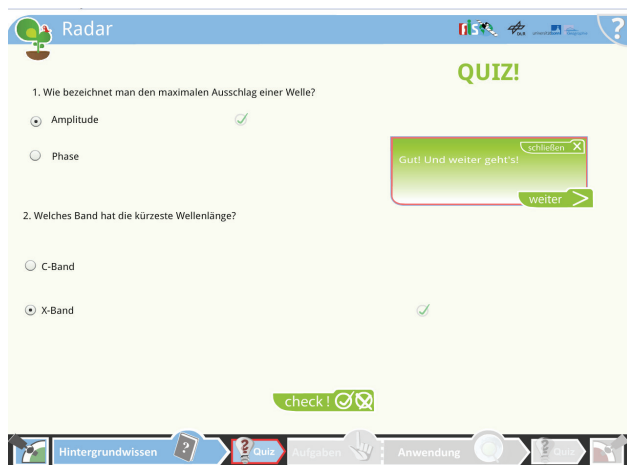 Radar
?
QUIZ!
1. Wie bezeichnet man den maximalen Ausschlag einer Welle?
Amplitude
Phase
schließen X
Gut! Und weiter geht's!
weiter >
2. Welches Band hat die kürzeste Wellenlänge?
C-Band
X-Band
check !
Hintergrundwissen ? ? Quiz Aufgaben Anwendung ? Quiz